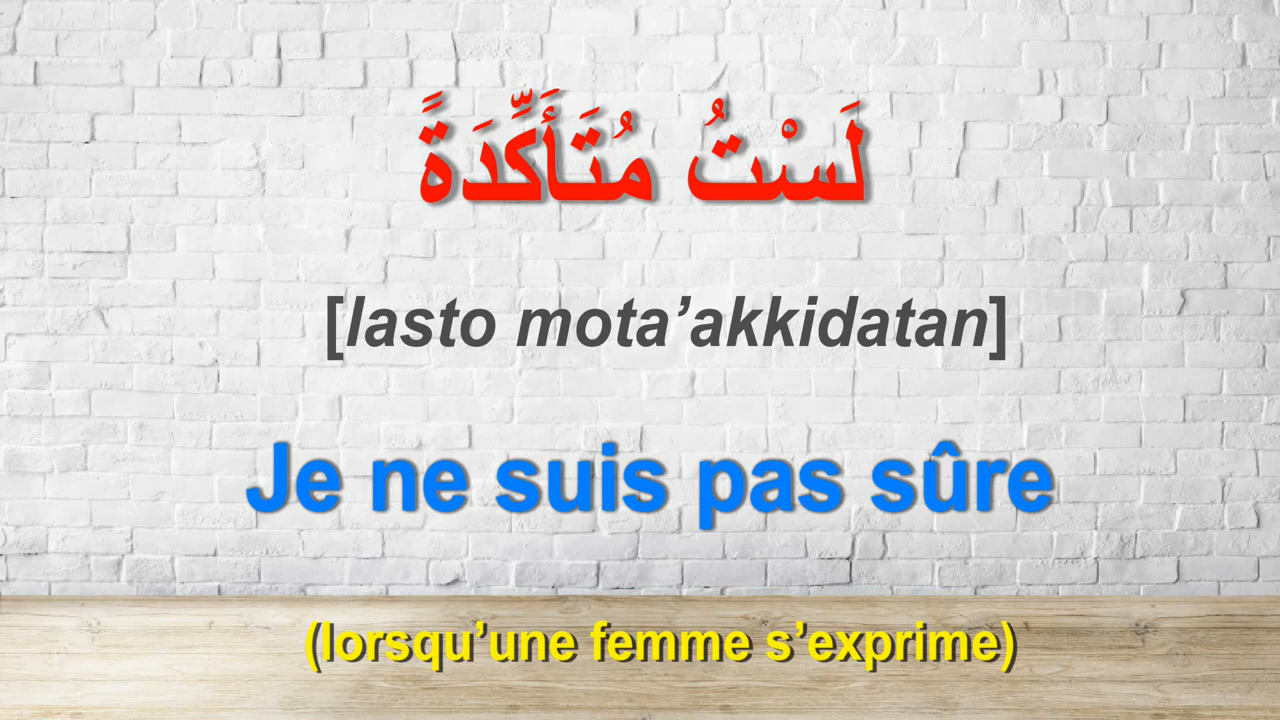 لَسْتُ مُتَأَكِّدَةً
[lasto mota’akkidatan]
Je ne suis pas sûre
(lorsqu’une femme s’exprime)